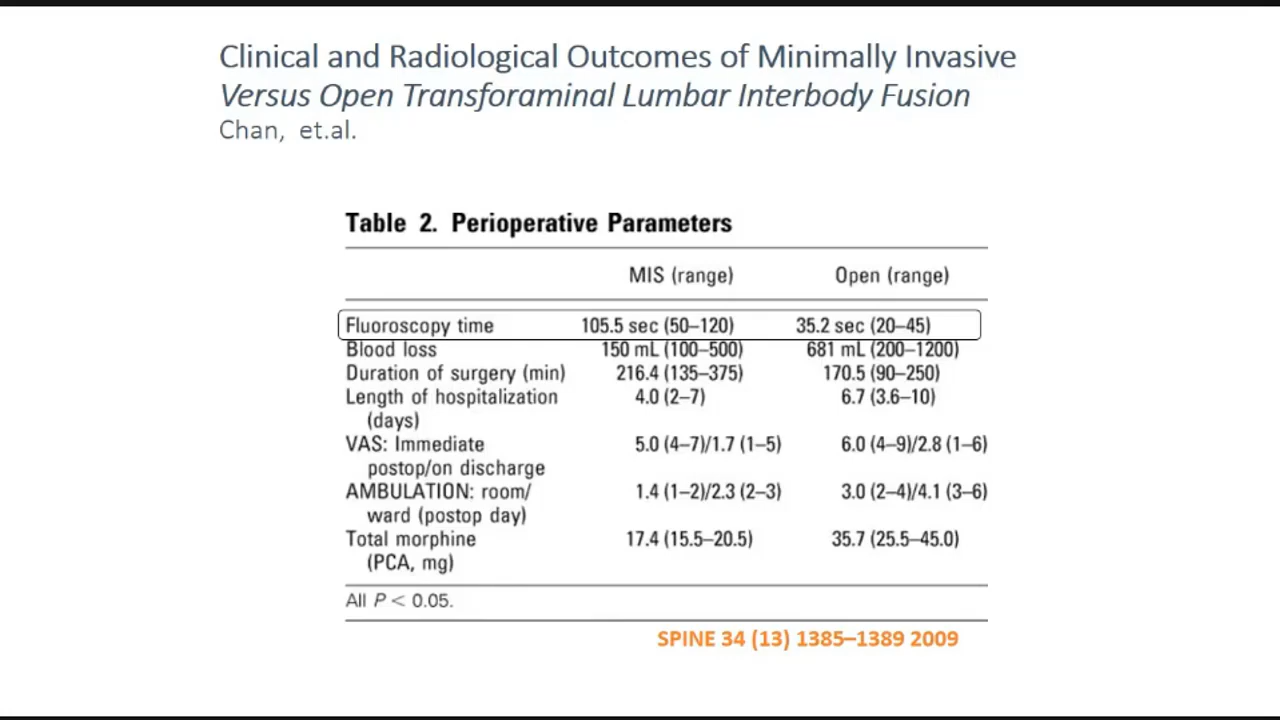 Clinical and Radiological Outcomes of Minimally Invasive
Versus Open Transforaminal Lumbar Interbody Fusion
Chan, et.al.
Table 2. Perioperative Parameters
MIS (range) Open (range)
Fluoroscopy time 105.5 sec (50–120) 35.2 sec (20–45)
Blood loss 150 mL (100–500) 681 mL (200–1200)
Duration of surgery (min) 216.4 (135–375) 170.5 (90–250)
Length of hospitalization 4.0 (2–7) 6.7 (3.6–10)
(days)
VAS: Immediate 5.0 (4–7)/1.7 (1–5) 6.0 (4–9)/2.8 (1–6)
postop/on discharge
AMBULATION: room/ 1.4 (1–2)/2.3 (2–3) 3.0 (2–4)/4.1 (3–6)
ward (postop day)
Total morphine 17.4 (15.5–20.5) 35.7 (25.5–45.0)
(PCA, mg)
All P < 0.05.
SPINE 34 (13) 1385–1389 2009